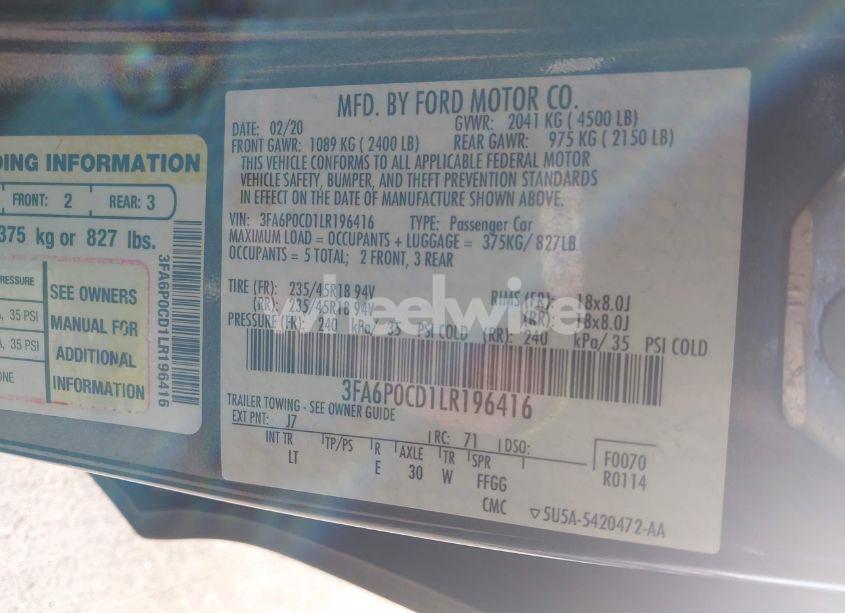 DING INFORMATION
FRONT: 2 REAR: 3
375 kg or 827 lbs.
PRESSURE
35 PSI
35 PSI
SEE OWNERS
MANUAL FOR
ADDITIONAL
INFORMATION
3FA6P0CD1LR196416
MFD. BY FORD MOTOR CO.
DATE: 02/20 GVWR: 2041 KG ( 4500 LB)
FRONT GAWR: 1089 KG ( 2400 LB) REAR GAWR: 975 KG ( 2150 LB)
THIS VEHICLE CONFORMS TO ALL APPLICABLE FEDERAL MOTOR
VEHICLE SAFETY, BUMPER, AND THEFT PREVENTION STANDARDS
IN EFFECT ON THE DATE OF MANUFACTURE SHOWN ABOVE.
VIN: 3FA6P0CD1LR196416 TYPE: Passenger Car
MAXIMUM LOAD = OCCUPANTS + LUGGAGE = 375KG/ 827LB
OCCUPANTS = 5 TOTAL; 2 FRONT, 3 REAR
TIRE (FR): 235/45R18 94V RIMS (FR): 18x8.0J
(RR): 235/45R18 94V (RR): 18x8.0J
PRESSURE (FR): 240 kPa/ 35 PSI COLD (RR): 240 kPa/ 35 PSI COLD
wheelwire
3FA6P0CD1LR196416
TRAILER TOWING - SEE OWNER GUIDE
EXT PNT: J7 RC: 71 DSO:
INT TR TP/PS R AXLE TR SPR F0070
LT E 30 W FFGG R0114
CMC ▽5U5A-5420472-AA